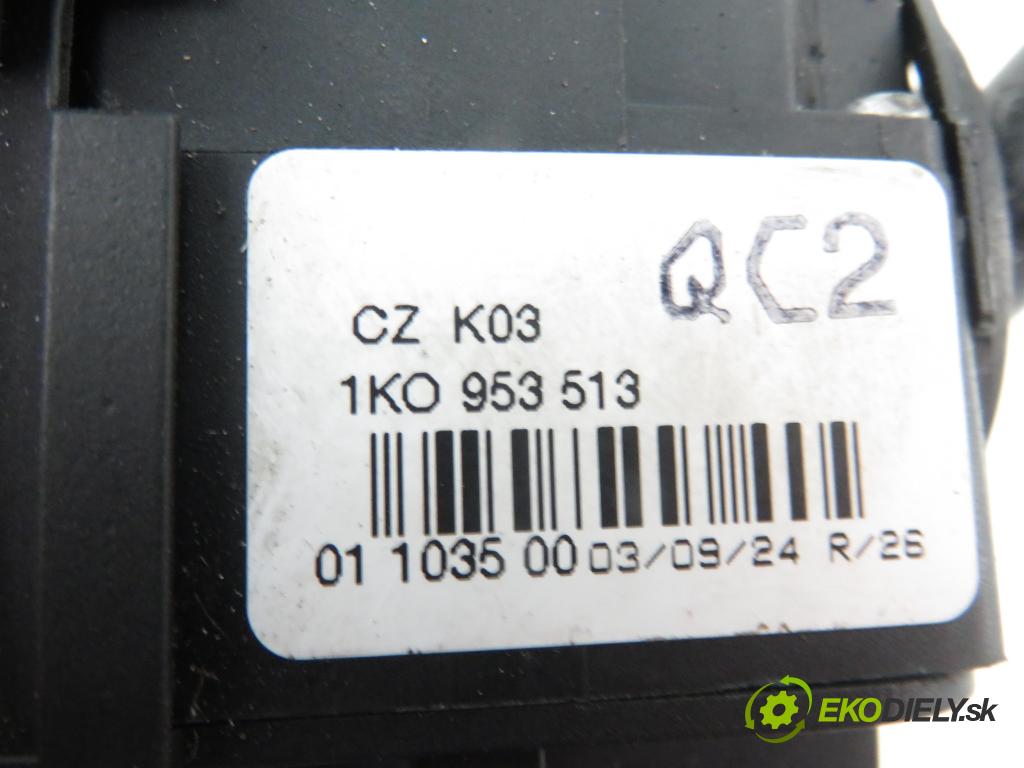 QC2
CZ K03
1KO 953 513
01 1035 00 03/09/24 R/26
EKODIELY.sk